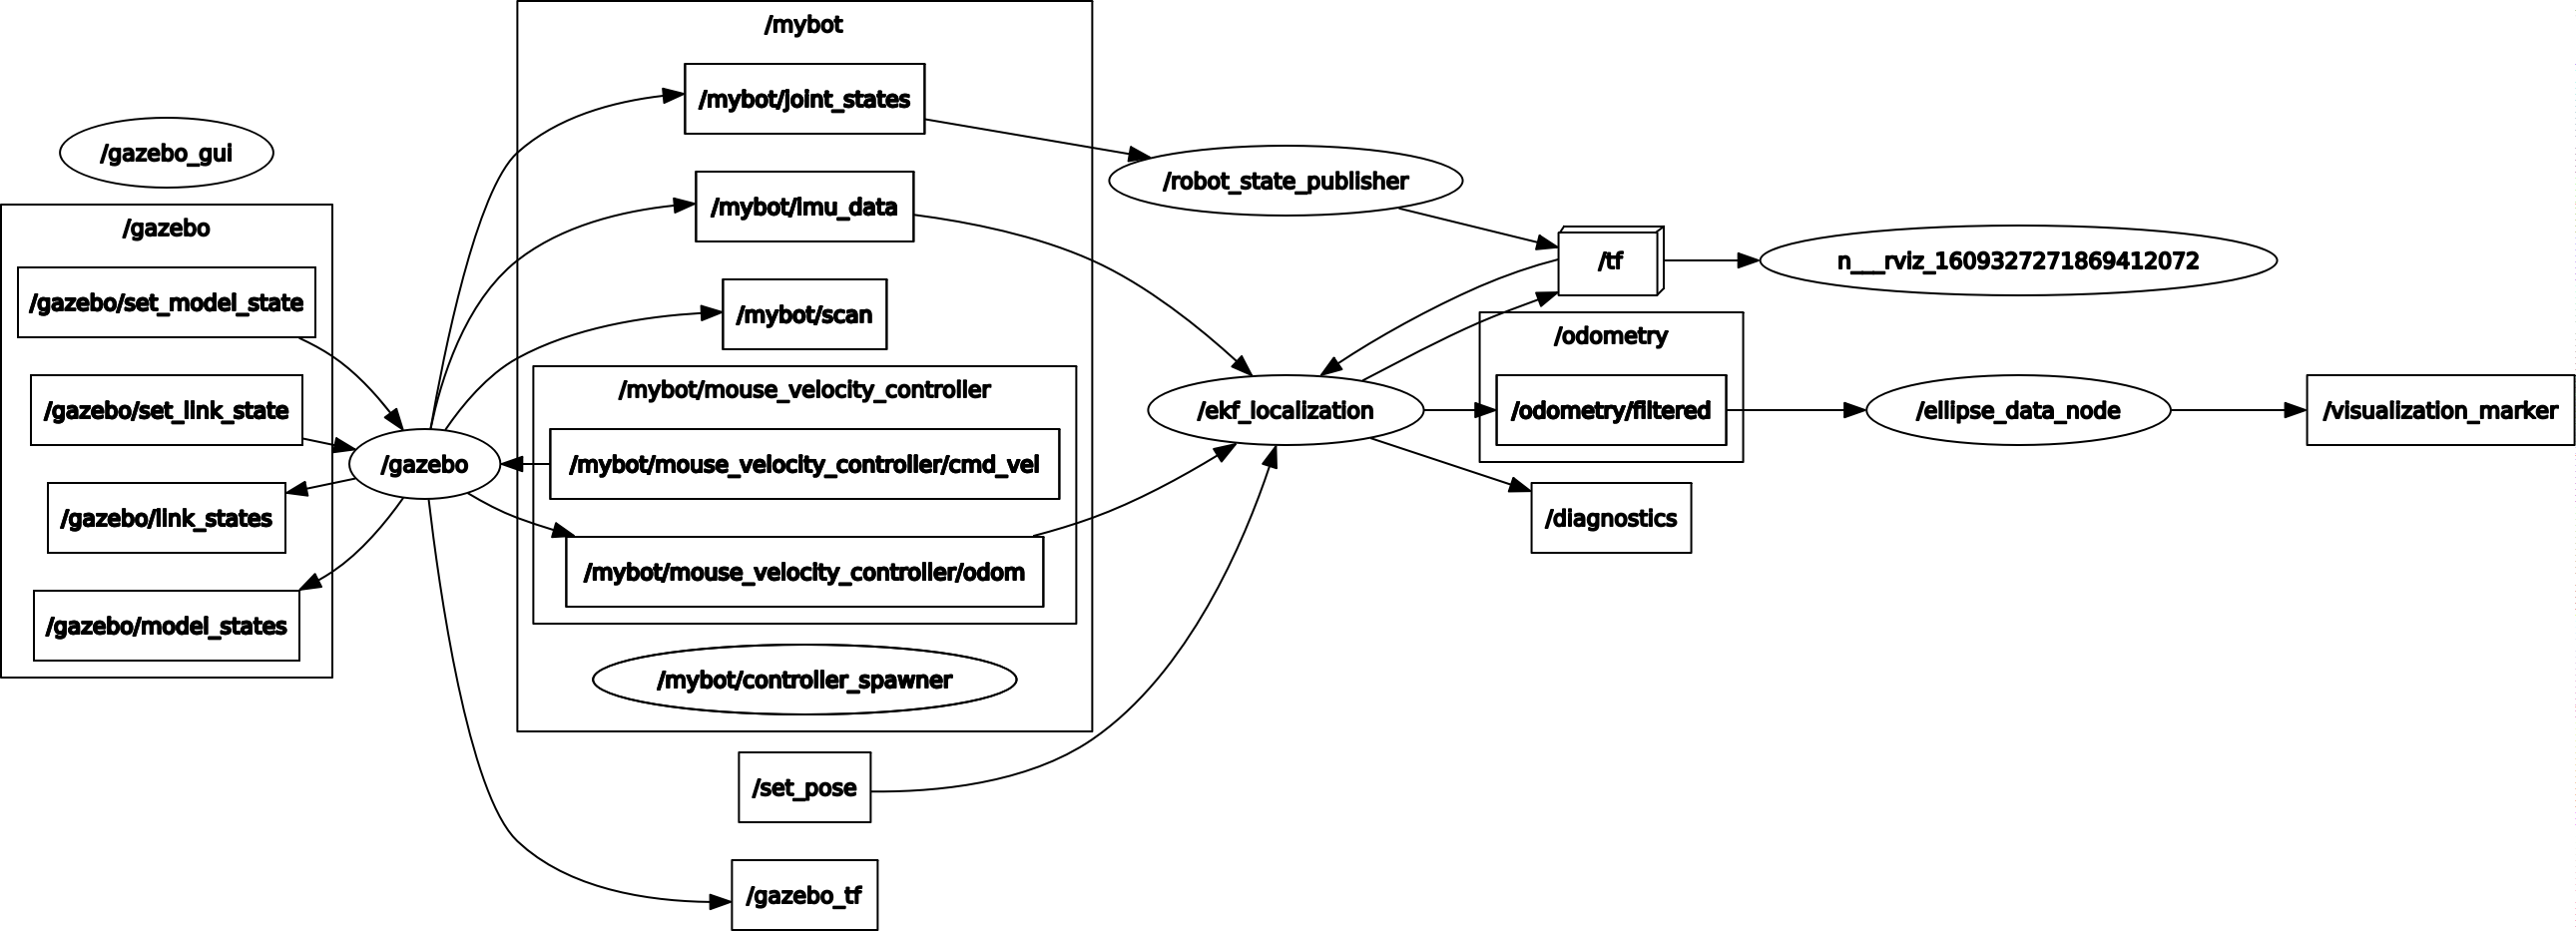 /mybot
/mybot/joint_states
/gazebo_gui
/robot_state_publisher
/mybot/imu_data
/gazebo
/tf
n___rviz_1609327271869412072
/gazebo/set_model_state
/mybot/scan
/odometry
/mybot/mouse_velocity_controller
/gazebo/set_link_state
/ekf_localization
/odometry/filtered
/ellipse_data_node
/visualization_marker
/gazebo
/mybot/mouse_velocity_controller/cmd_vel
/gazebo/link_states
/diagnostics
/mybot/mouse_velocity_controller/odom
/gazebo/model_states
/mybot/controller_spawner
/set_pose
/gazebo_tf